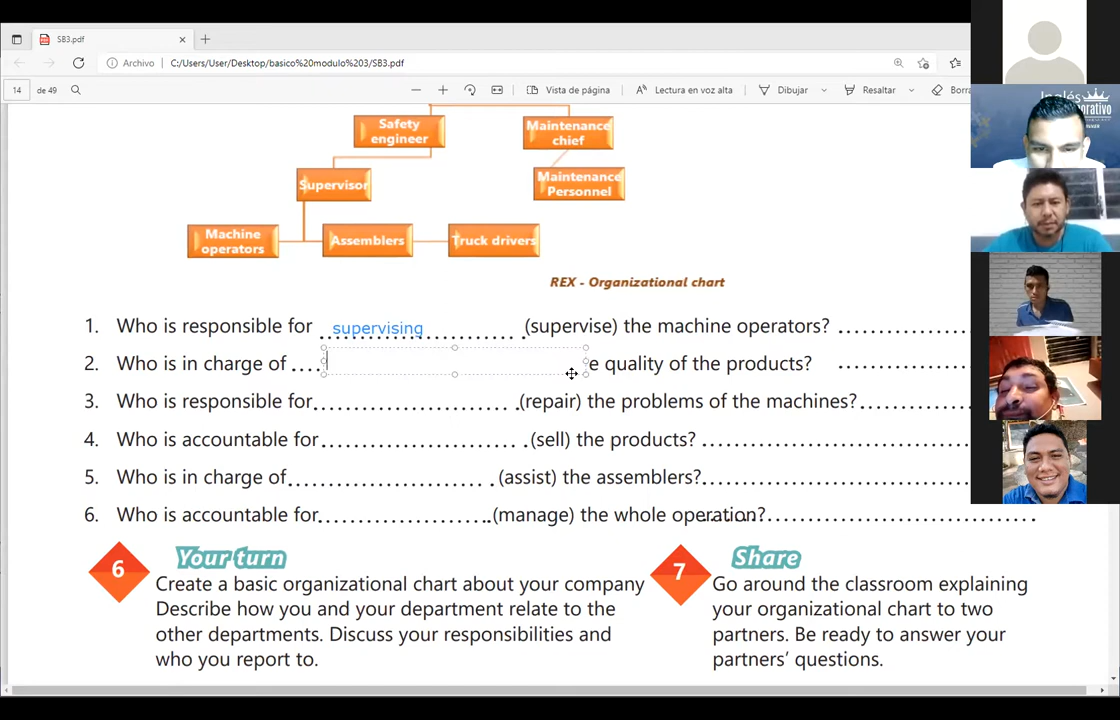 SB3.pdf
Archivo C:/Users/User/Desktop/basico%20modulo%203/SB3.pdf
14 de 49 Vista de página Lectura en voz alta Dibujar Resaltar Borra
Inglés
Safety engineer
Maintenance chief
Supervisor
Maintenance Personnel
Machine operators
Assemblers
Truck drivers
REX - Organizational chart
1. Who is responsible for supervising (supervise) the machine operators? ....................
2. Who is in charge of .... e quality of the products? ....................
3. Who is responsible for.......................(repair) the problems of the machines?................
4. Who is accountable for........................(sell) the products? ................................
5. Who is in charge of........................ (assist) the assemblers?................................
6. Who is accountable for.....................(manage) the whole operation?................................
6 Your turn
Create a basic organizational chart about your company
Describe how you and your department relate to the
other departments. Discuss your responsibilities and
who you report to.
7 Share
Go around the classroom explaining
your organizational chart to two
partners. Be ready to answer your
partners' questions.